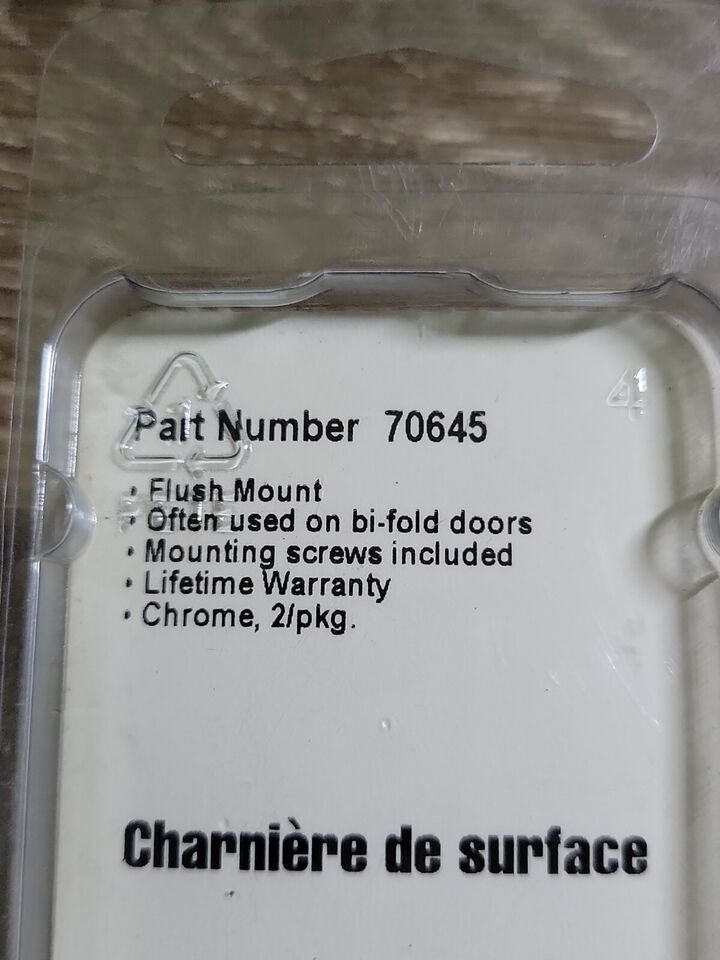 Part Number 70645
• Flush Mount
• Often used on bi-fold doors
• Mounting screws included
• Lifetime Warranty
• Chrome, 2/pkg.
Charnière de surface